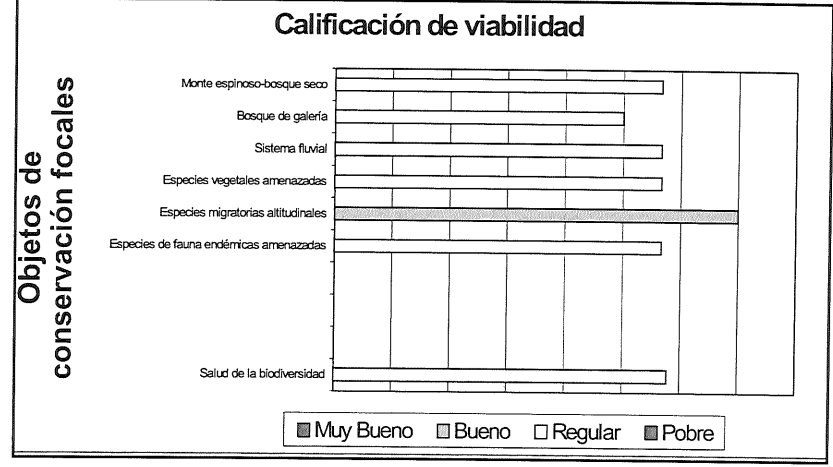 Calificación de viabilidad
Objetos de
conservación focales
Monte espinoso-bosque seco
Bosque de galería
Sistema fluvial
Especies vegetales amenazadas
Especies migratorias altitudinales
Especies de fauna endémicas amenazadas
Salud de la biodiversidad
Muy Bueno Bueno Regular Pobre